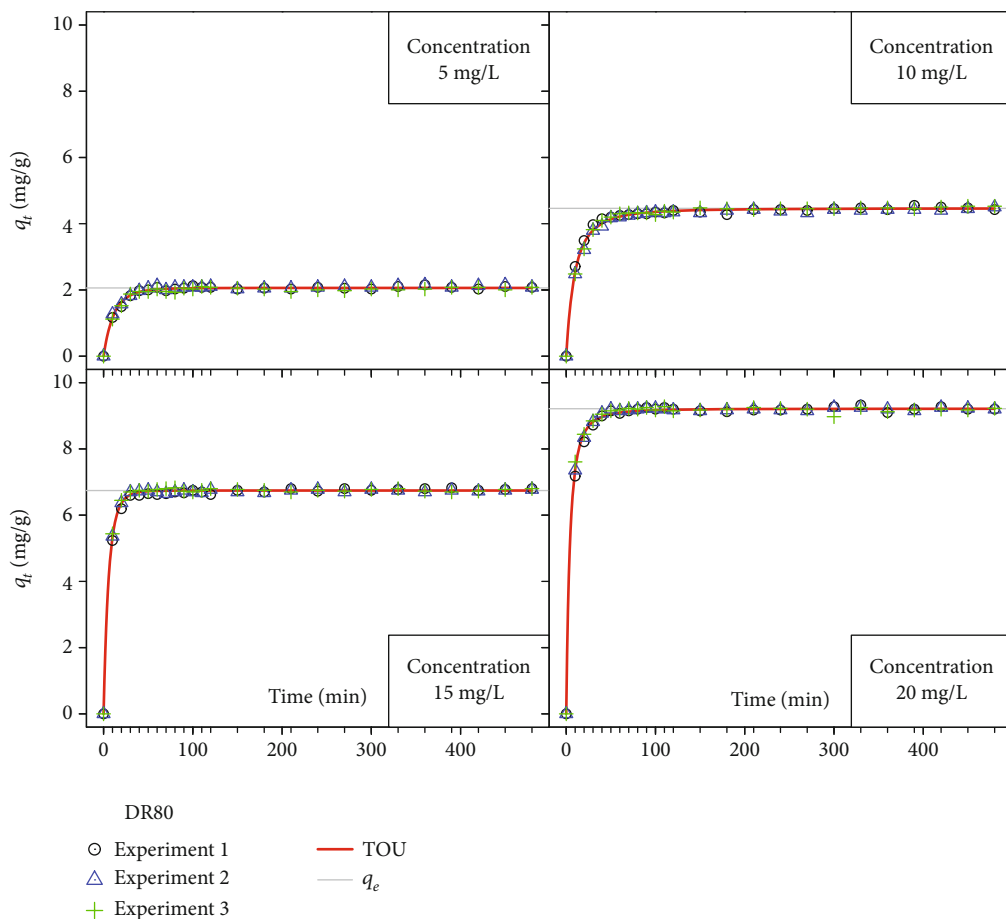 10
8
6
4
2
0
q_t (mg/g)
Concentration
5 mg/L
Concentration
10 mg/L
10
8
6
4
2
0
q_t (mg/g)
Time (min)
Concentration
15 mg/L
Time (min)
Concentration
20 mg/L
0 100 200 300 400
0 100 200 300 400
DR80
Experiment 1
Experiment 2
Experiment 3
TOU
q_e